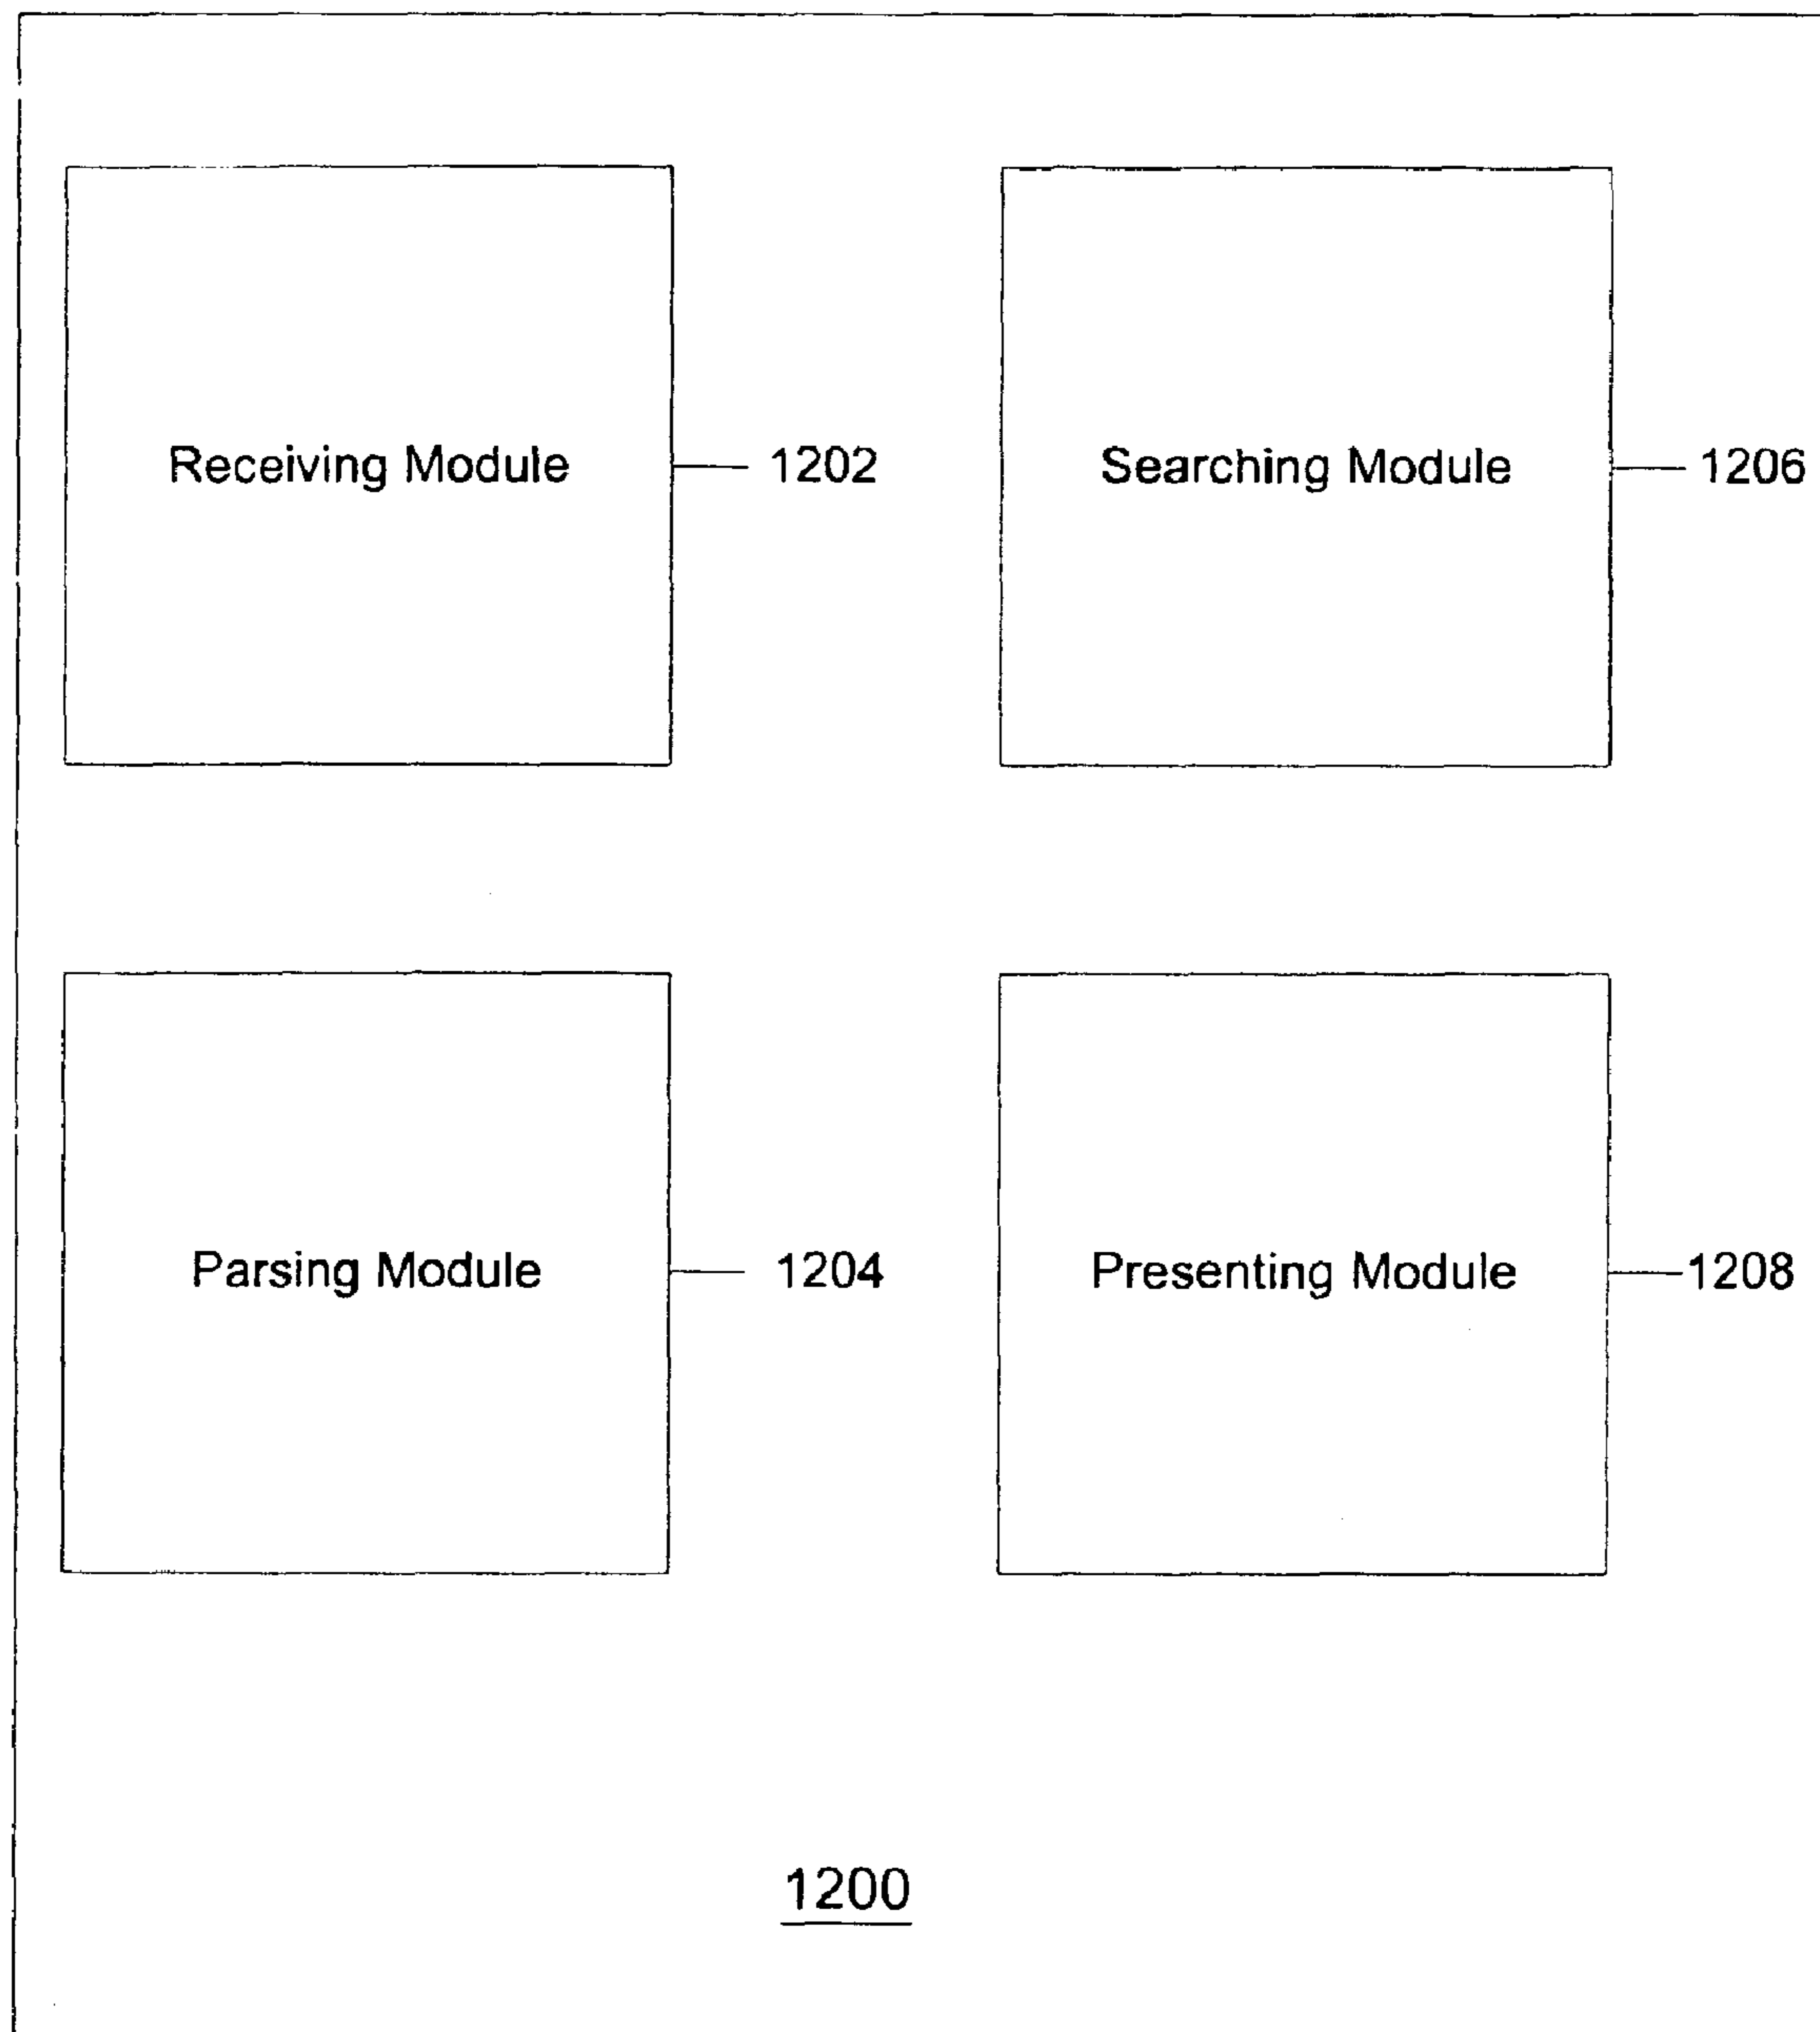 Receiving Module
1202
Searching Module
1206
Parsing Module
1204
Presenting Module
1208
1200